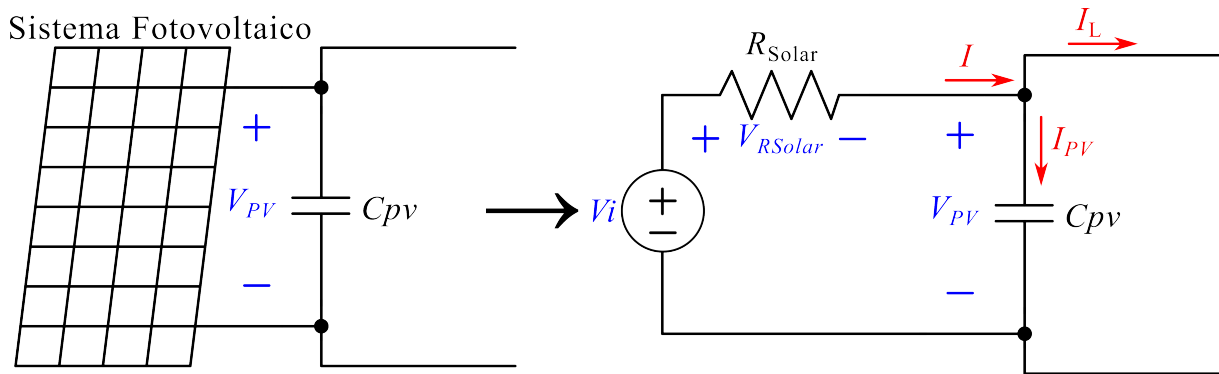 Sistema Fotovoltaico
+
V_PV
−
Cpv
Vi
+
−
R_Solar
+ V_RSolar −
I
I_L
I_PV
+
V_PV
−
Cpv